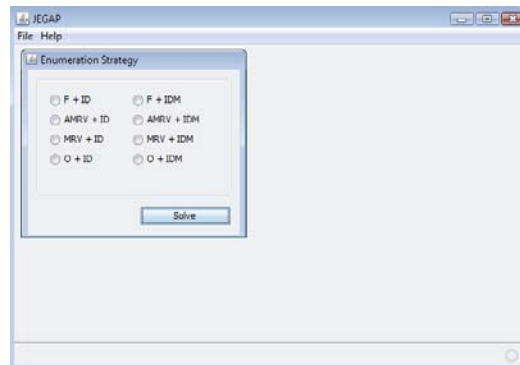 JEGAP
File Help
Enumeration Strategy
F + ID F + IDM
AMRV + ID AMRV + IDM
MRV + ID MRV + IDM
O + ID O + IDM
Solve